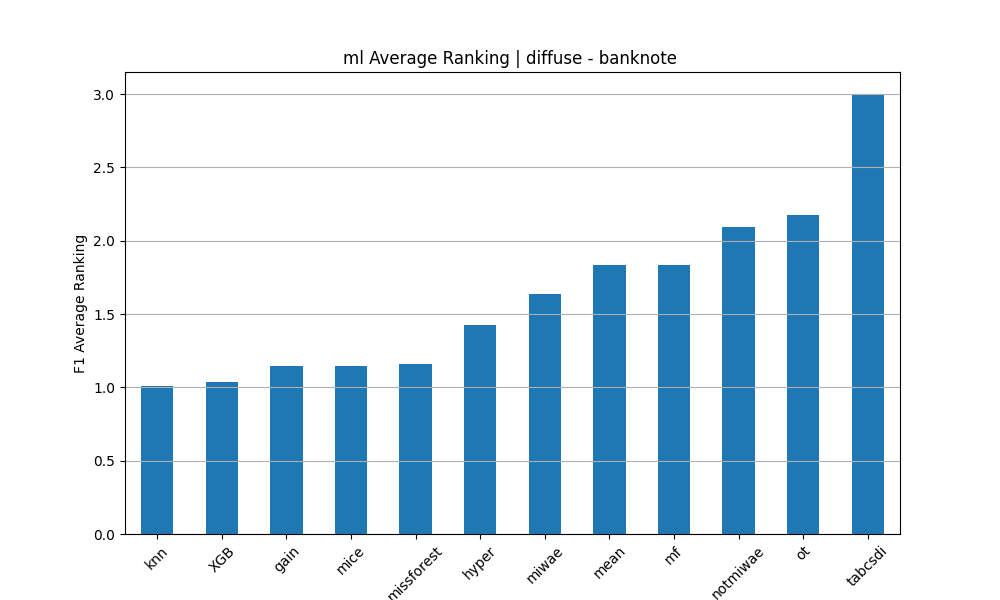 ml Average Ranking | diffuse - banknote
F1 Average Ranking
3.0
2.5
2.0
1.5
1.0
0.5
0.0
knn
XGB
gain
mice
missforest
hyper
miwae
mean
mf
notmiwae
ot
tabcsdi